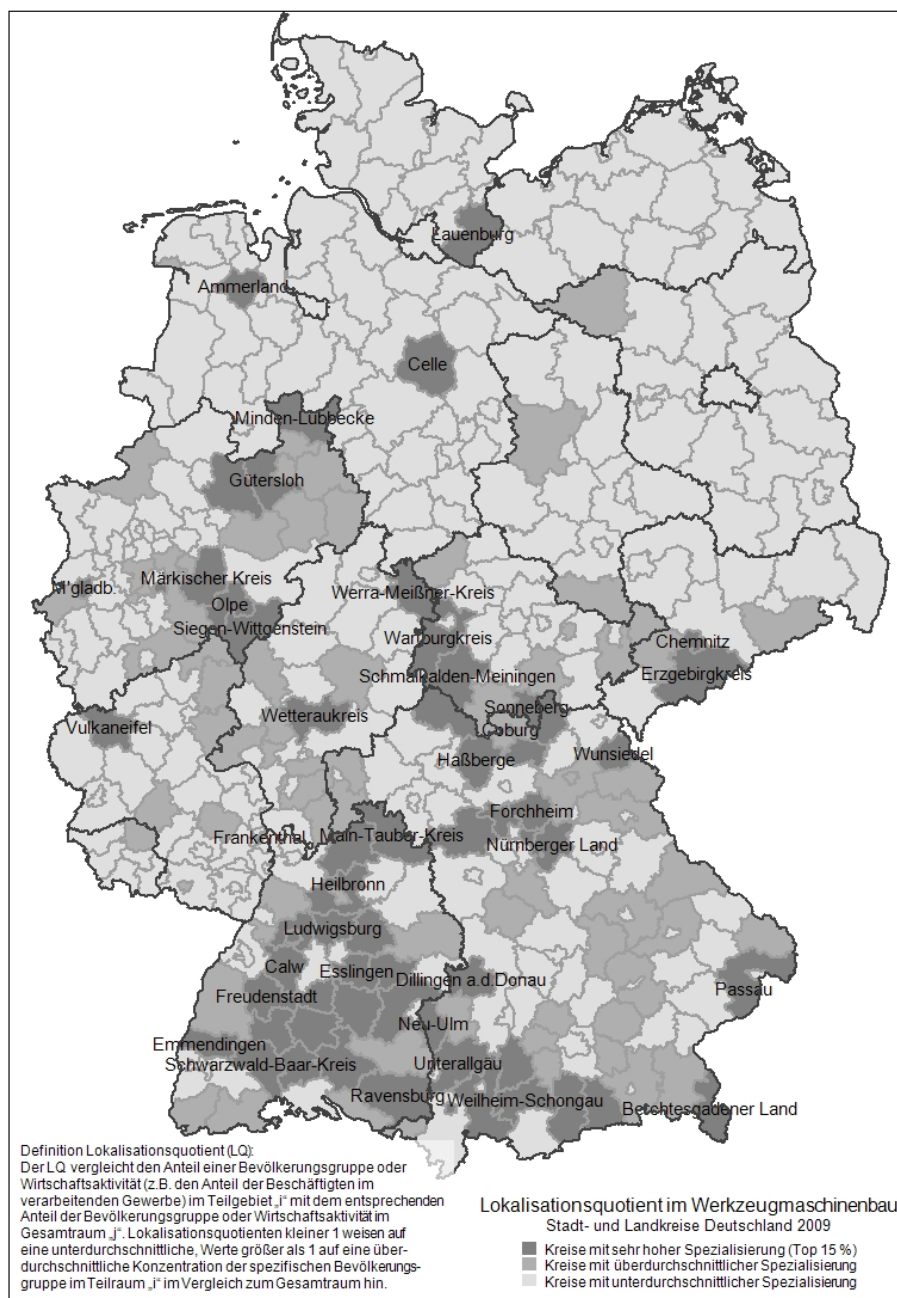 Lauenburg
Ammerland
Celle
Minden-Lübbecke
Gütersloh
M'gladb.
Märkischer Kreis
Werra-Meißner-Kreis
Olpe
Siegen-Wittgenstein
Wartburgkreis
Chemnitz
Schmalkalden-Meiningen
Erzgebirgkreis
Sonneberg
Vulkaneifel
Wetteraukreis
Coburg
Wunsiedel
Haßberge
Forchheim
Frankenthal
Main-Tauber-Kreis
Nürnberger Land
Heilbronn
Ludwigsburg
Calw
Esslingen
Dillingen a.d.Donau
Freudenstadt
Passau
Neu-Ulm
Emmendingen
Schwarzwald-Baar-Kreis
Unterallgäu
Ravensburg
Weilheim-Schongau
Berchtesgadener Land
Definition Lokalisationsquotient (LQ):
Der LQ vergleicht den Anteil einer Bevölkerungsgruppe oder
Wirtschaftsaktivität (z.B. den Anteil der Beschäftigten im
verarbeitenden Gewerbe) im Teilgebiet „i“ mit dem entsprechenden
Anteil der Bevölkerungsgruppe oder Wirtschaftsaktivität im
Gesamtraum „j“. Lokalisationsquotienten kleiner 1 weisen auf
eine unterdurchschnittliche, Werte größer als 1 auf eine über-
durchschnittliche Konzentration der spezifischen Bevölkerungs-
gruppe im Teilraum „i“ im Vergleich zum Gesamtraum hin.
Lokalisationsquotient im Werkzeugmaschinenbau
Stadt- und Landkreise Deutschland 2009
Kreise mit sehr hoher Spezialisierung (Top 15 %)
Kreise mit überdurchschnittlicher Spezialisierung
Kreise mit unterdurchschnittlicher Spezialisierung